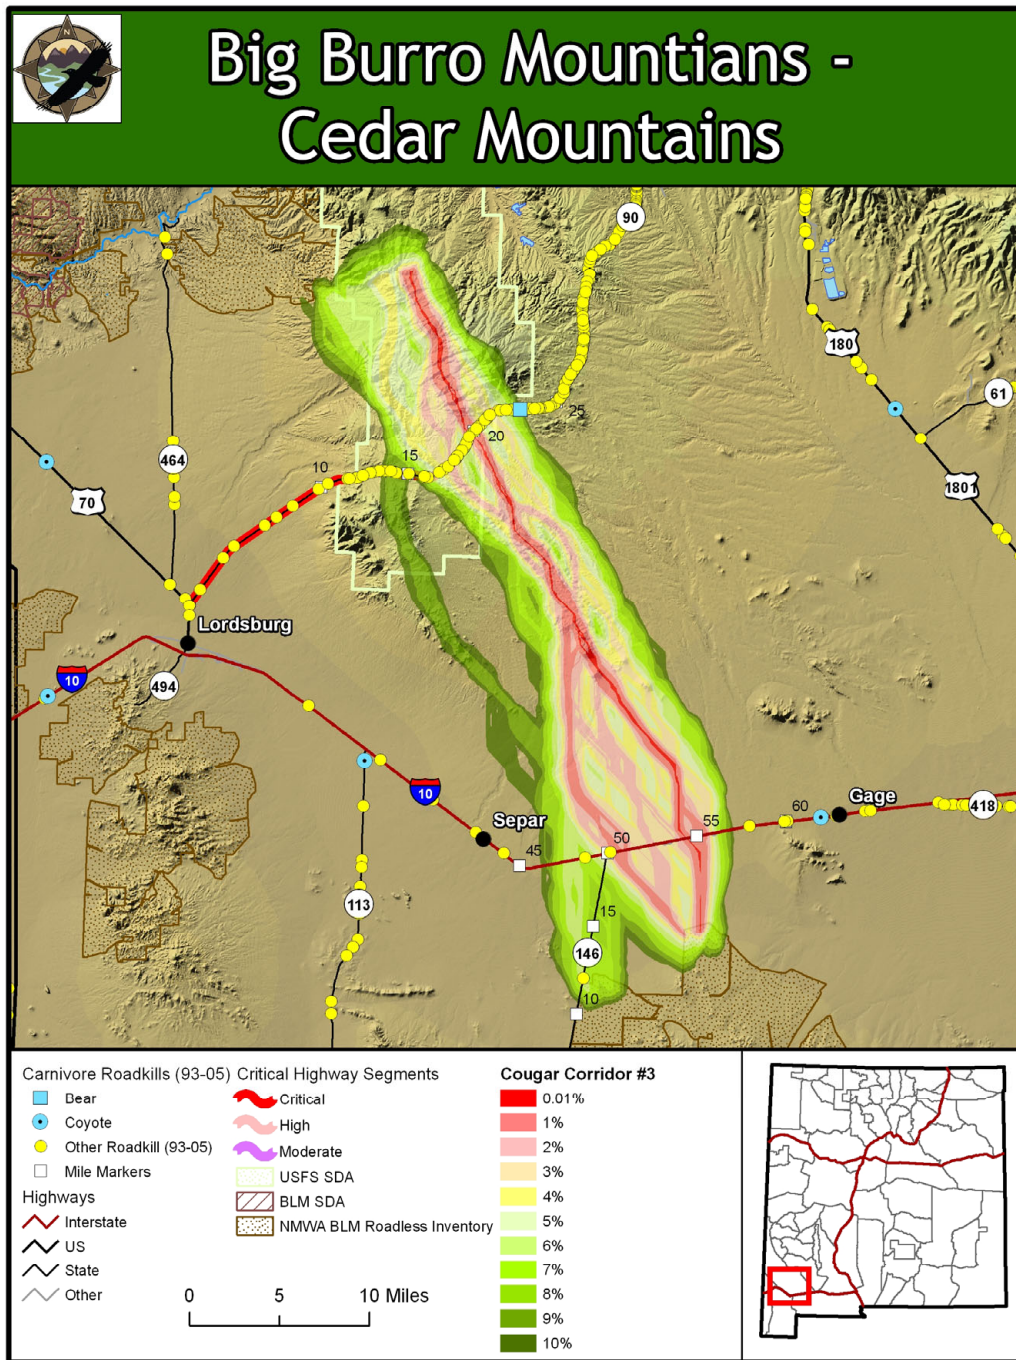 N
Big Burro Mountians -
Cedar Mountains
90
180
61
464
70
1801
10
15
20
25
Lordsburg
10
494
10
Separ
45
50
55
60
Gage
418
113
15
146
10
Carnivore Roadkills (93-05)
Bear
Coyote
Other Roadkill (93-05)
Mile Markers
Highways
Interstate
US
State
Other
Critical Highway Segments
Critical
High
Moderate
USFS SDA
BLM SDA
NMWA BLM Roadless Inventory
0 5 10 Miles
Cougar Corridor #3
0.01%
1%
2%
3%
4%
5%
6%
7%
8%
9%
10%